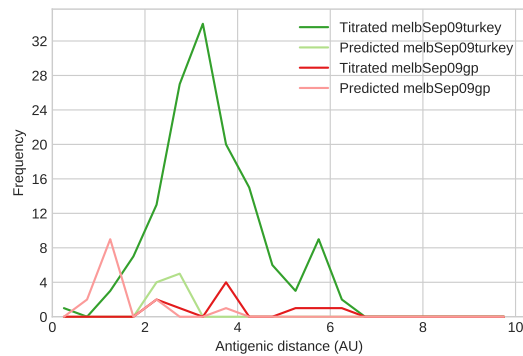 Titrated melbSep09turkey
Predicted melbSep09turkey
Titrated melbSep09gp
Predicted melbSep09gp
Frequency
32
28
24
20
16
12
8
4
0
0 2 4 6 8 10
Antigenic distance (AU)